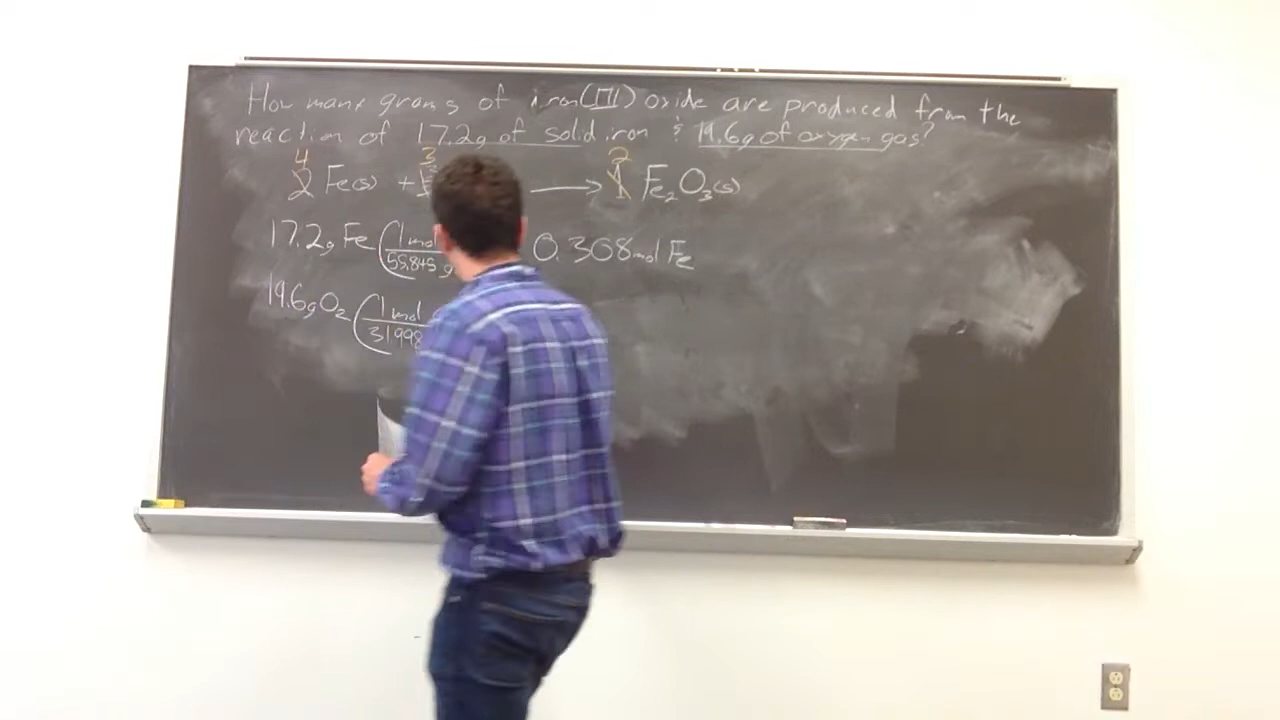 How many grams of iron(III) oxide are produced from the
reaction of 17.2g of solid iron & 19.6g of oxygen gas?
4 3 2
2 Fe(s) + → 1 Fe2O3(s)
17.2g Fe (1 mol / 55.845 g 0.308 mol Fe
19.6g O2 (1 mol / 31.998